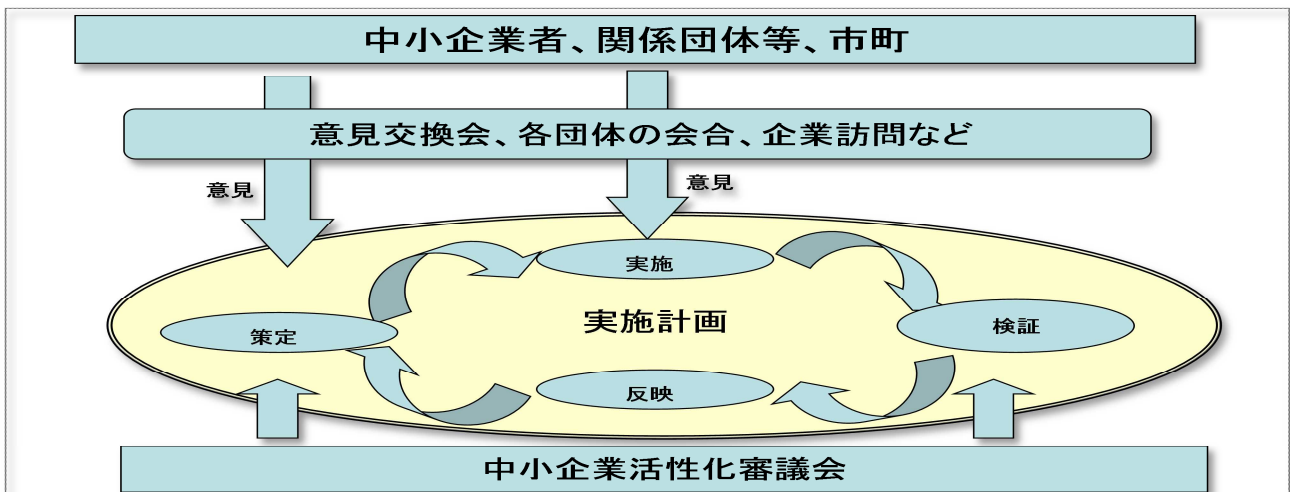 中小企業者、関係団体等、市町
意見交換会、各団体の会合、企業訪問など
意見
意見
実施
実施計画
策定
検証
反映
中小企業活性化審議会